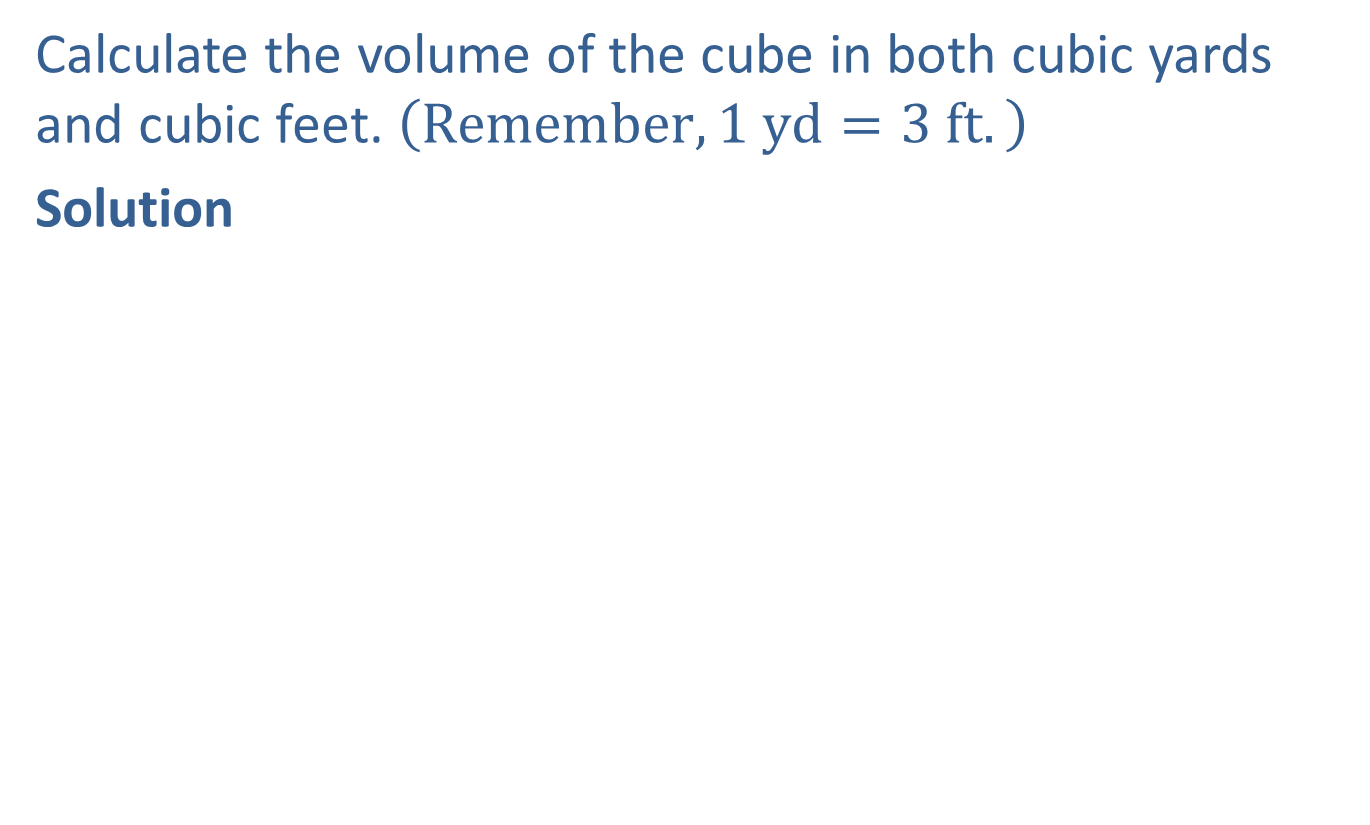 Calculate the volume of the cube in both cubic yards
and cubic feet. (Remember, 1 yd = 3 ft. )
Solution